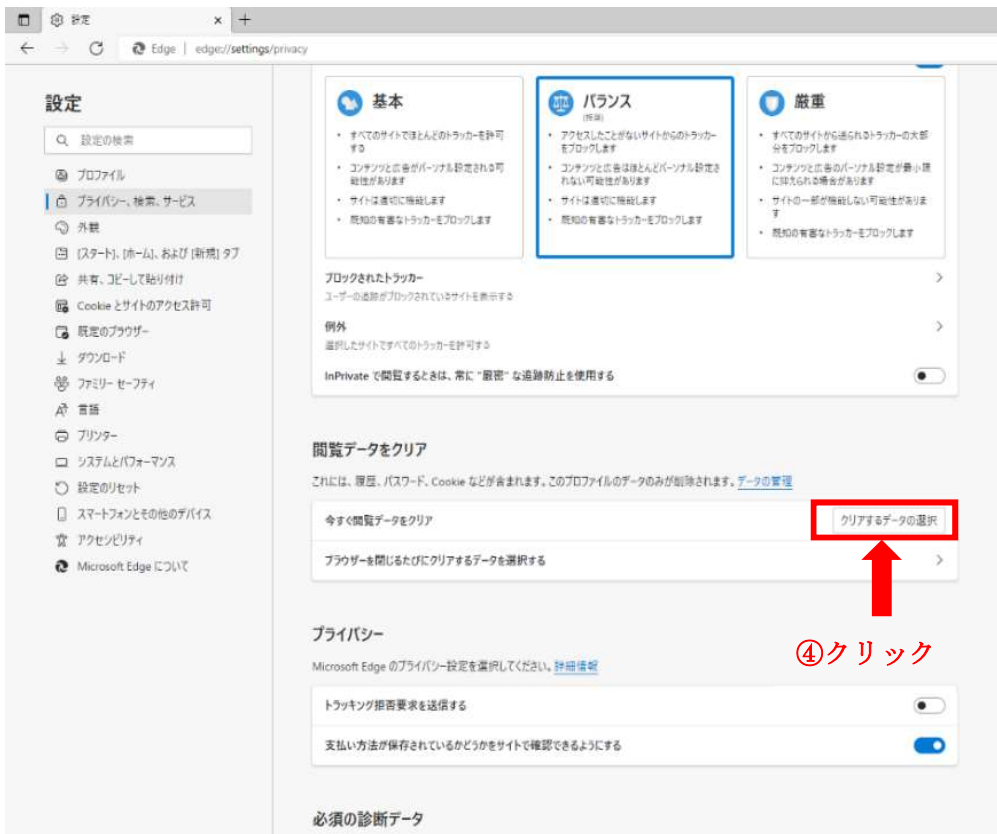 設定
Edge | edge://settings/privacy
設定
設定の検索
プロファイル
プライバシー、検索、サービス
外観
[スタート]、[ホーム]、および [新規] タブ
共有、コピーして貼り付け
Cookie とサイトのアクセス許可
既定のブラウザー
ダウンロード
ファミリー セーフティ
言語
プリンター
システムとパフォーマンス
設定のリセット
スマートフォンとその他のデバイス
アクセシビリティ
Microsoft Edge について
基本
• すべてのサイトでほとんどのトラッカーを許可
する
• コンテンツと広告がパーソナル設定される可
能性があります
• サイトは適切に機能します
• 既知の有害なトラッカーをブロックします
バランス
(推奨)
• アクセスしたことがないサイトからのトラッカー
をブロックします
• コンテンツと広告はほとんどパーソナル設定さ
れない可能性があります
• サイトは適切に機能します
• 既知の有害なトラッカーをブロックします
厳重
• すべてのサイトから送られるトラッカーの大部
分をブロックします
• コンテンツと広告のパーソナル設定が最小限
に抑えられる場合があります
• サイトの一部が機能しない可能性がありま
す
• 既知の有害なトラッカーをブロックします
ブロックされたトラッカー
ユーザーの追跡がブロックされているサイトを表示する
例外
選択したサイトですべてのトラッカーを許可する
InPrivate で閲覧するときは、常に "厳密" な追跡防止を使用する
閲覧データをクリア
これには、履歴、パスワード、Cookie などが含まれます。このプロファイルのデータのみが削除されます。データの管理
今すぐ閲覧データをクリア
クリアするデータの選択
ブラウザーを閉じるたびにクリアするデータを選択する
④クリック
プライバシー
Microsoft Edge のプライバシー設定を選択してください。詳細情報
トラッキング拒否要求を送信する
支払い方法が保存されているかどうかをサイトで確認できるようにする
必須の診断データ